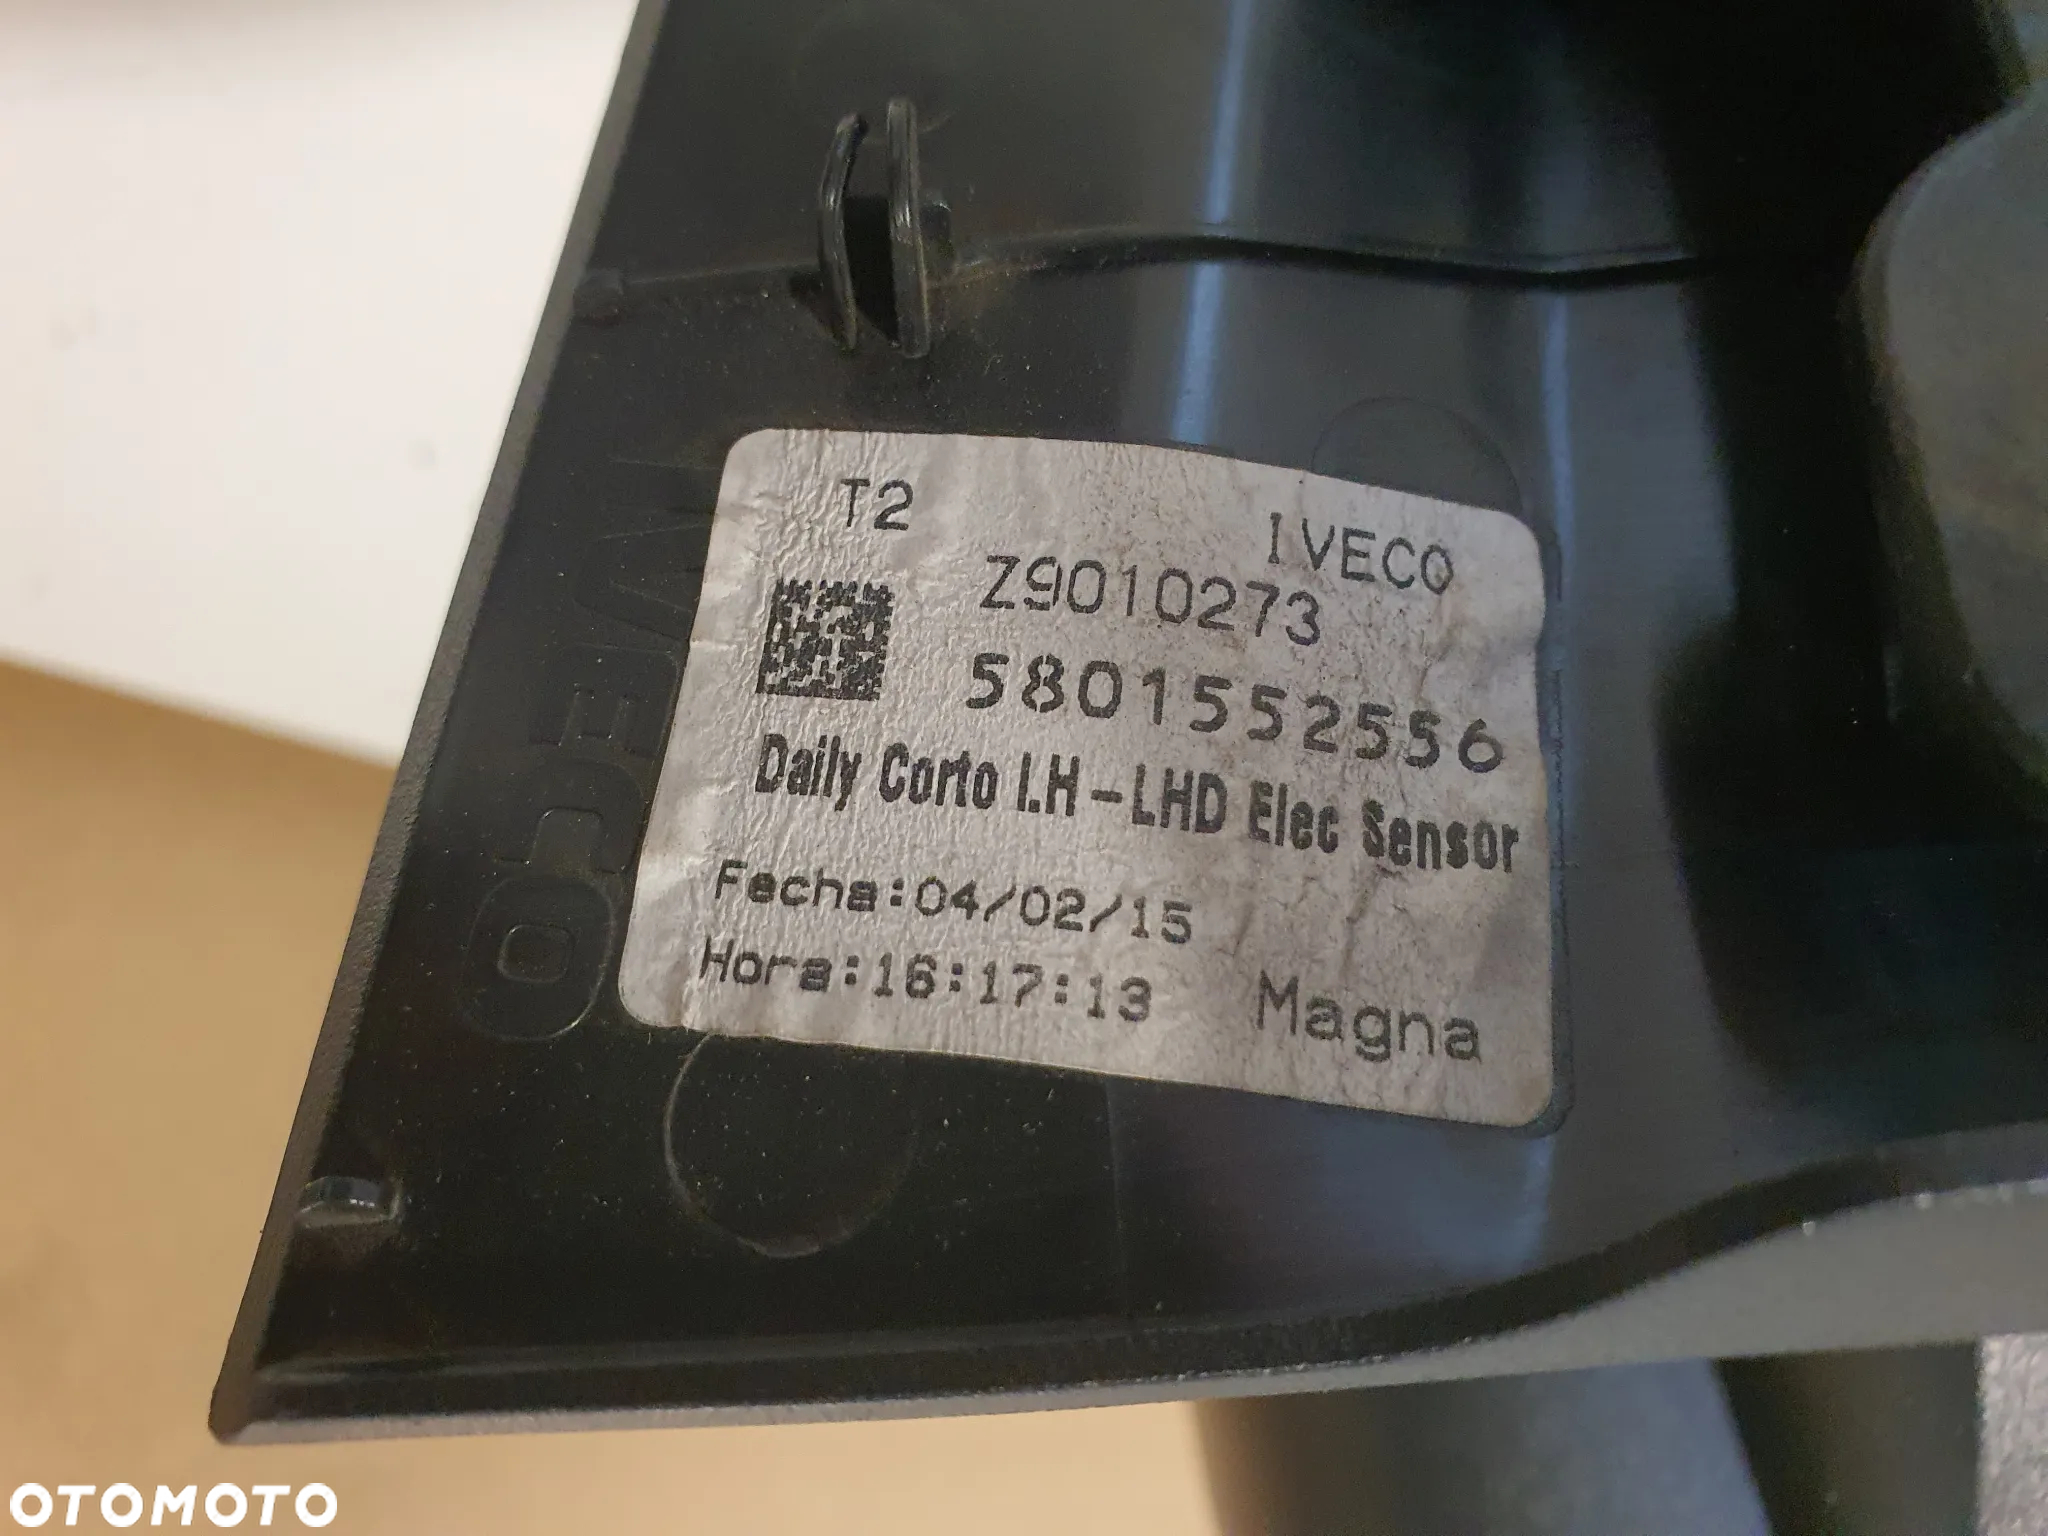 T2
IVECO
Z9010273
5801552556
Daily Corto I.H-LHD Elec Sensor
Fecha:04/02/15
Hora:16:17:13 Magna
IVECO
OTOMOTO